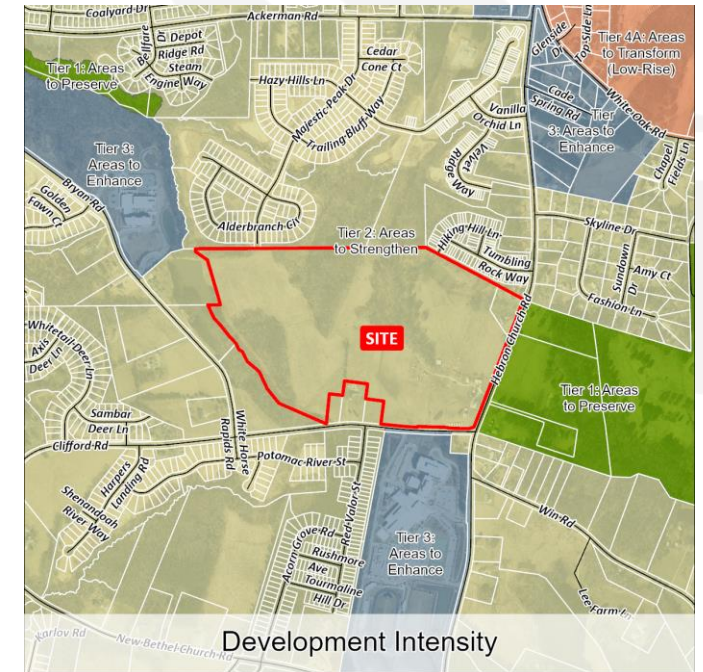 Coalyard Dr
Ackerman Rd
Bellfare
Dr
Depot
Ridge Rd
Steam
Engine Way
Tier 1: Areas
to Preserve
Cedar
Cone Ct
Hazy Hills Ln
Majestic Peak Dr
Trailing Bluff Way
Glenside
Dr
Top Side Ln
Tier 4A: Areas
to Transform
(Low-Rise)
Vanilla
Orchid Ln
Cade
Spring Rd
Tier
3: Areas to
Enhance
White Oak Rd
Chapel
Fields Ln
Velvet
Ridge Way
Tier 3:
Areas to
Enhance
Bryan Rd
Golden
Fawn Ct
Alderbranch Cir
Tier 2: Areas
to Strengthen
Hiking Hill Ln
Tumbling
Rock Way
Skyline Dr
Sundown
Dr
Amy Ct
Fashion Ln
SITE
Hebron Church Rd
Whitetail Deer Ln
Axis
Deer Ln
Tier 1: Areas
to Preserve
Sambar
Deer Ln
White Horse
Rapids Rd
Clifford Rd
Harpers
Landing Rd
Potomac River St
Shenandoah
River Way
Red Valor St
Acorn Grove Rd
Rushmore
Ave
Tourmaline
Hill Dr
Tier 3:
Areas to
Enhance
Win Rd
Lee Farm Ln
Karlov Rd
New Bethel Church Rd
Development Intensity